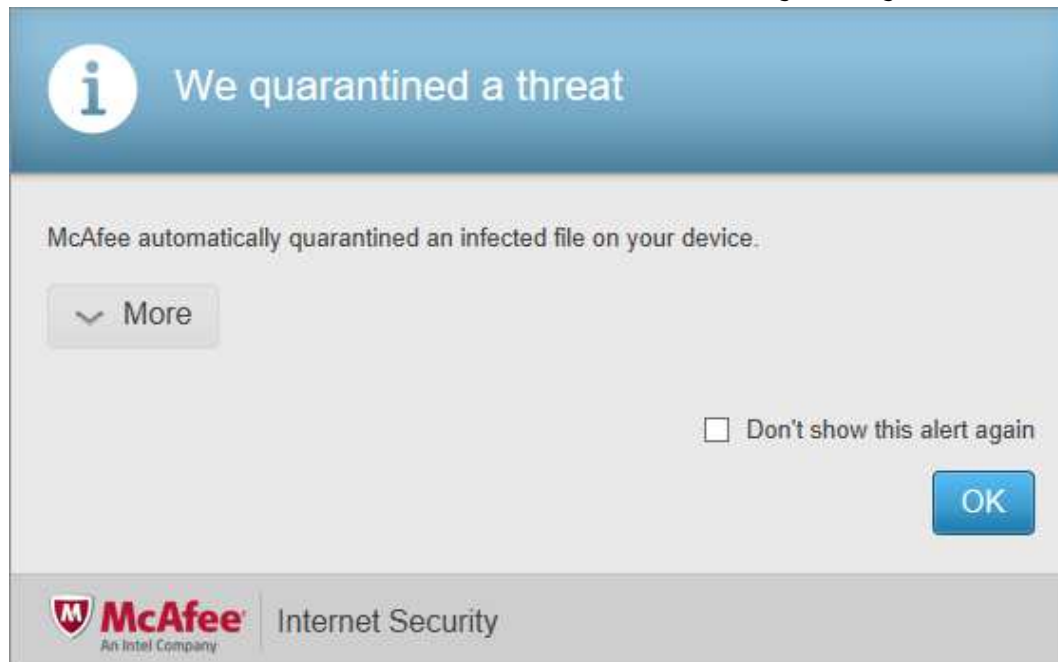 i We quarantined a threat
McAfee automatically quarantined an infected file on your device.
More
Don't show this alert again
OK
McAfee Internet Security
An Intel Company